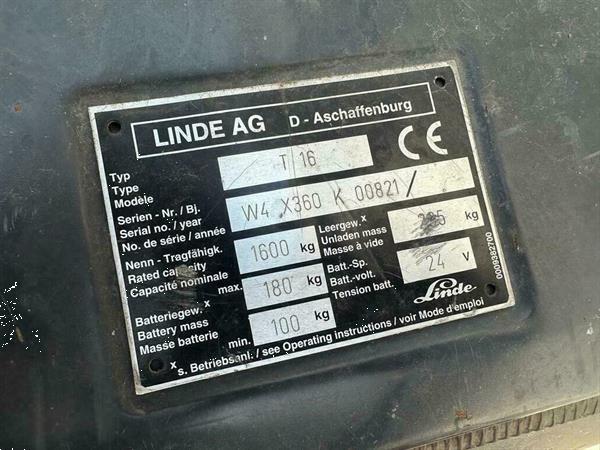 LINDE AG D - Aschaffenburg
Typ
Type
Modèle
T 16
CE
Serien - Nr. / Bj.
Serial no. / year
No. de série / année
W4 X360 K 00821 /
Nenn - Tragfähigk.
Rated capacity
Capacité nominale
1600 kg
Leergew. x
Unladen mass
Masse à vide
kg
Batteriegew. x
Battery mass
Masse batterie
max. 180 kg
min. 100 kg
Batt.-Sp.
Batt.-volt.
Tension batt.
24 V
Linde
0009382700
x s. Betriebsanl. / see Operating instructions / voir Mode d'emploi